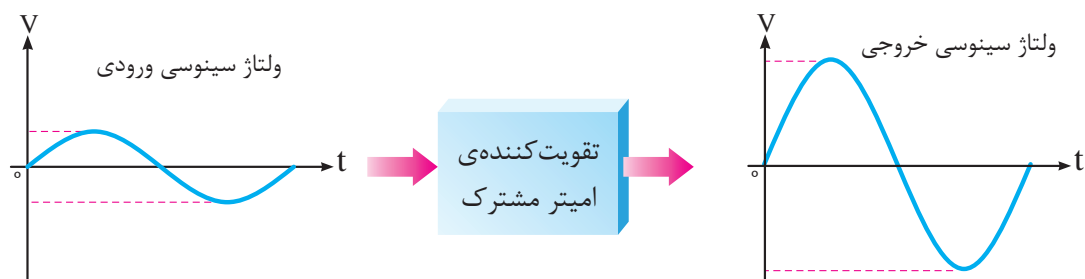 V
ولتاژ سینوسی ورودی
t
o
تقویت‌کننده‌ی
امیتر مشترک
V
ولتاژ سینوسی خروجی
t
o